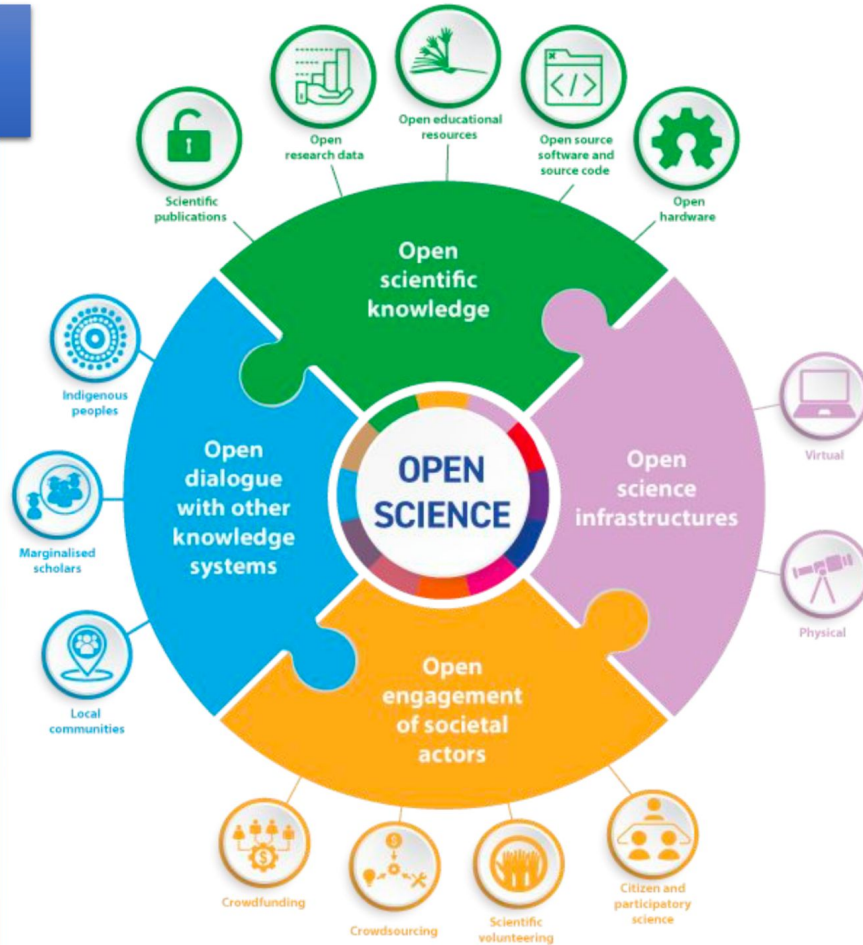 Scientific
publications
Open
research data
Open educational
resources
</>
Open source
software and
source code
Open
hardware
Open
scientific
knowledge
Indigenous
peoples
Marginalised
scholars
Local
communities
Open
dialogue
with other
knowledge
systems
OPEN
SCIENCE
Open
science
infrastructures
Virtual
Physical
Open
engagement
of societal
actors
$
Crowdfunding
$
Crowdsourcing
Scientific
volunteering
Citizen and
participatory
science